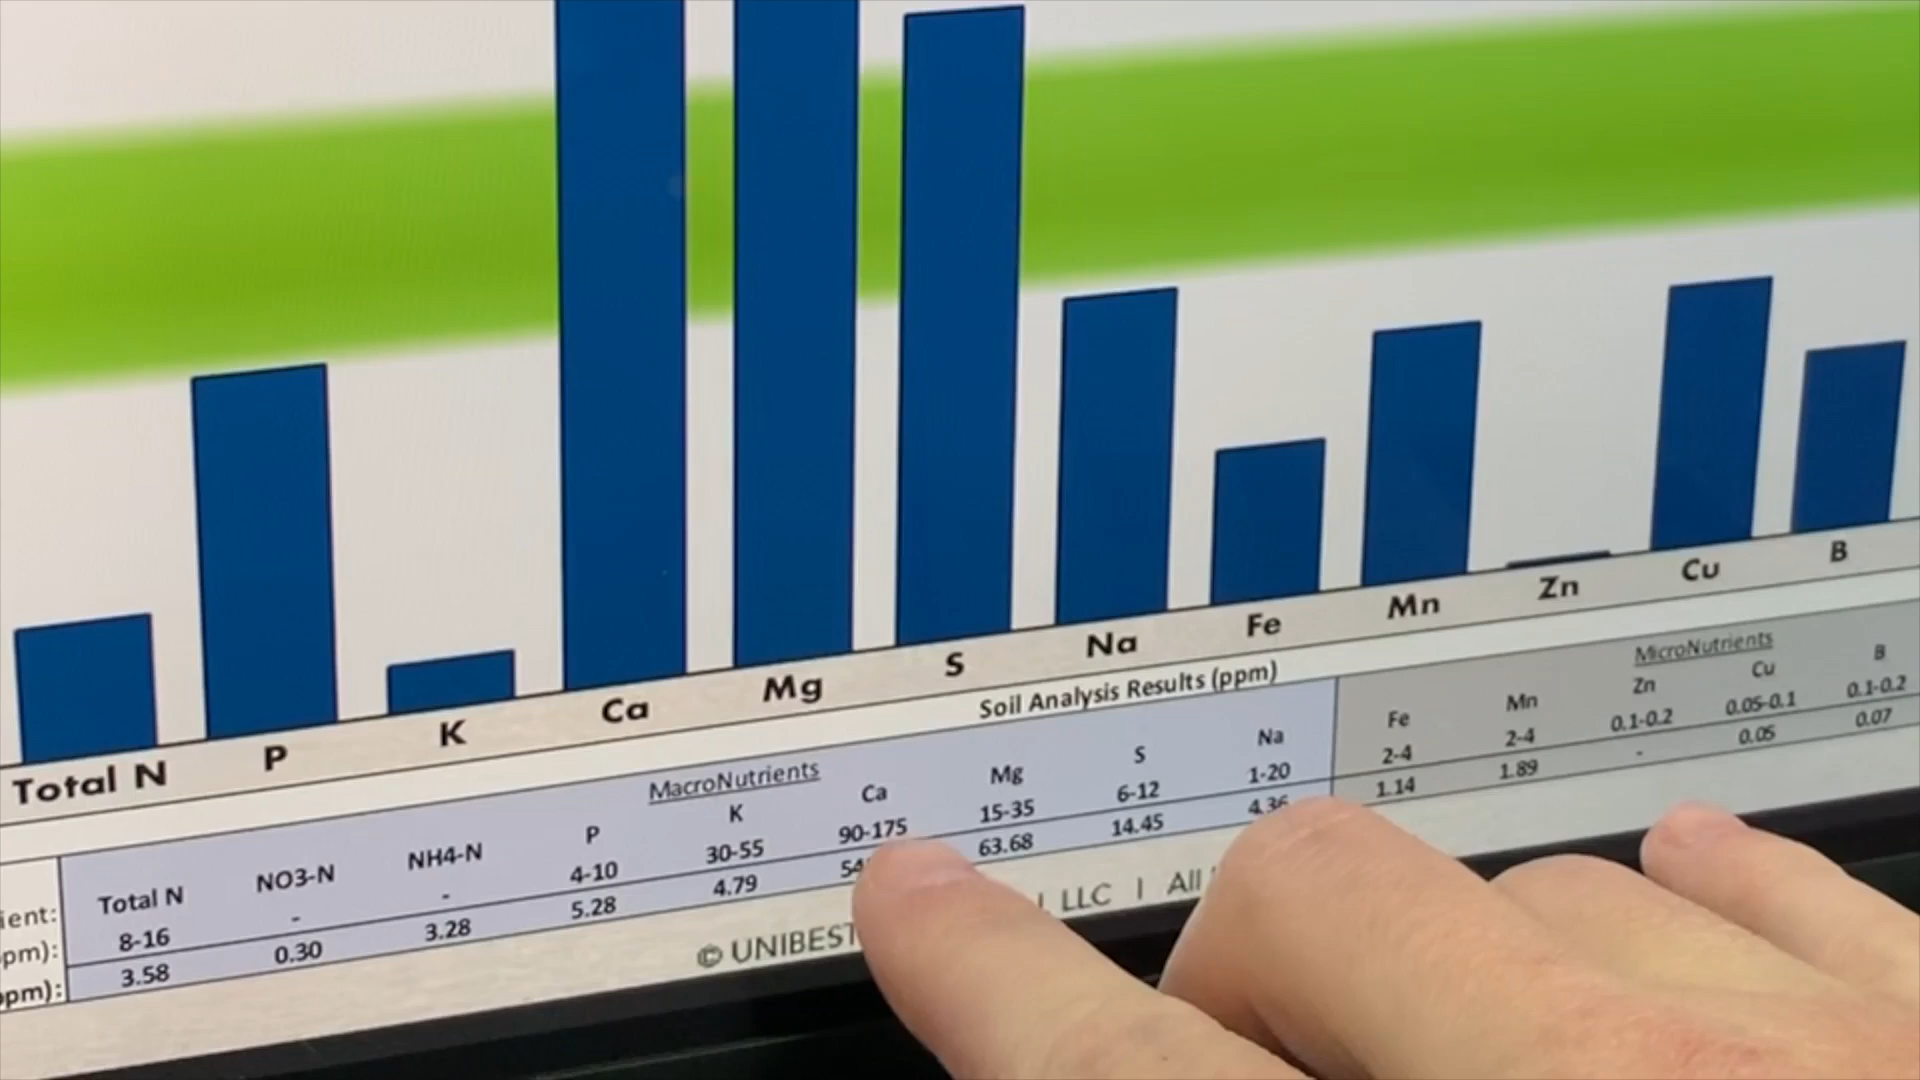 Total N P K Ca Mg S Na Fe Mn Zn Cu B
Soil Analysis Results (ppm)
MacroNutrients MicroNutrients
Total N NO3-N NH4-N P K Ca Mg S Na Fe Mn Zn Cu B
8-16 - - 4-10 30-55 90-175 15-35 6-12 1-20 2-4 2-4 0.1-0.2 0.05-0.1 0.1-0.2
3.58 0.30 3.28 5.28 4.79 63.68 14.45 4.36 1.14 1.89 - 0.05 0.07
© UNIBEST LLC | All